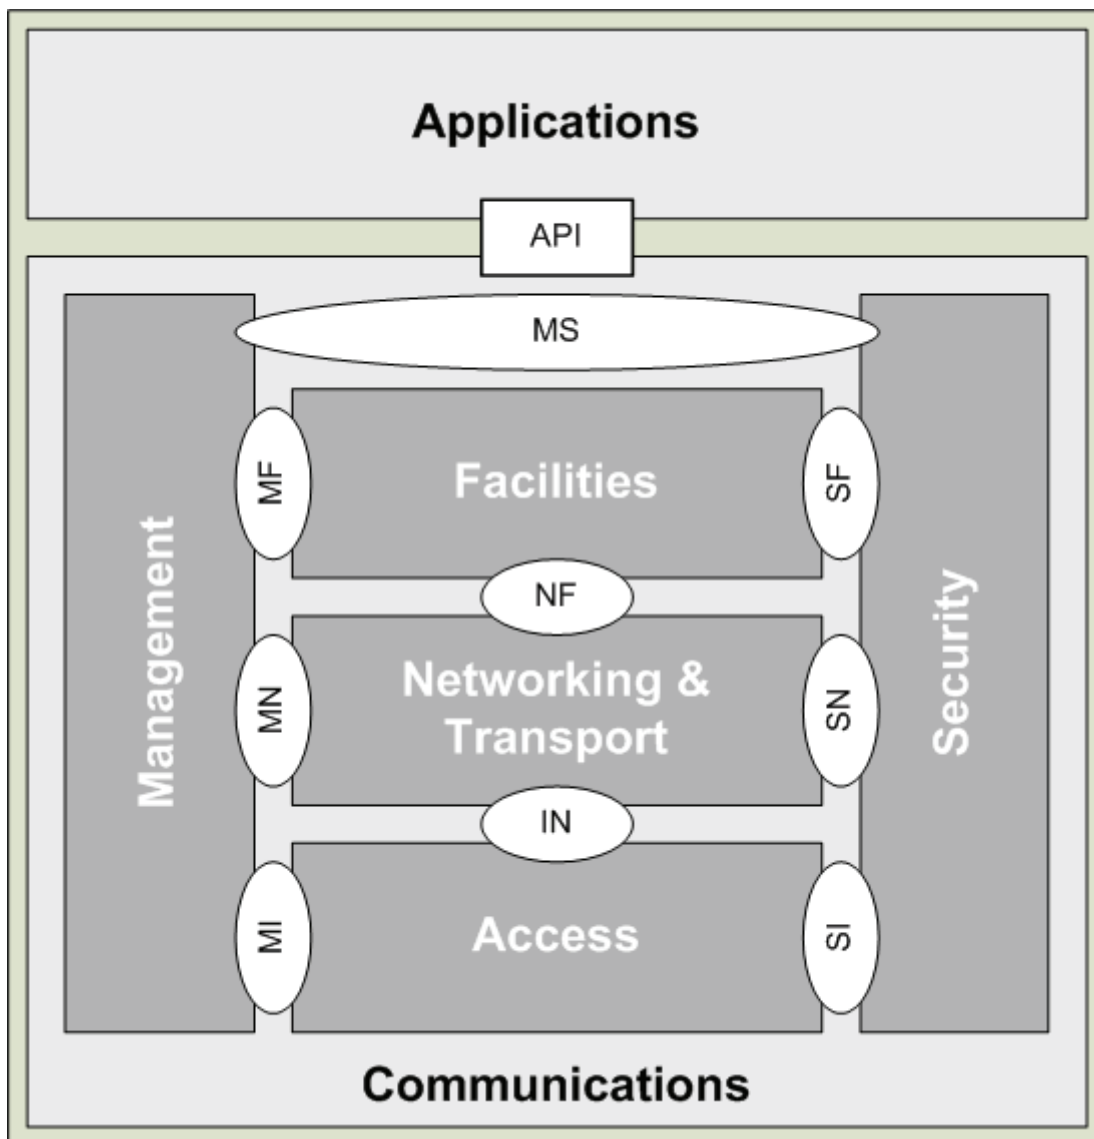 Applications
API
MS
MF
Facilities
SF
NF
Management
MN
Networking &
Transport
SN
Security
IN
MI
Access
SI
Communications